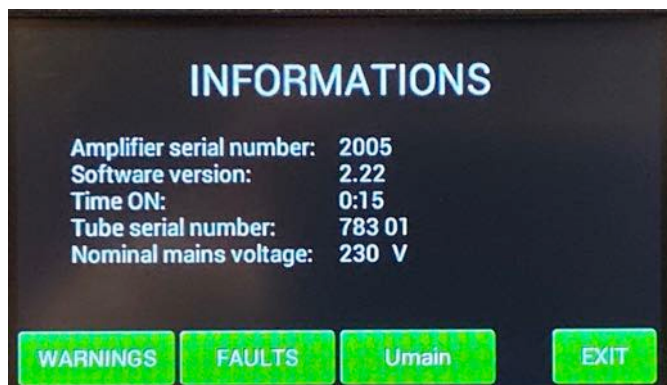 INFORMATIONS
Amplifier serial number: 2005
Software version: 2.22
Time ON: 0:15
Tube serial number: 783 01
Nominal mains voltage: 230 V
WARNINGS FAULTS Umain EXIT